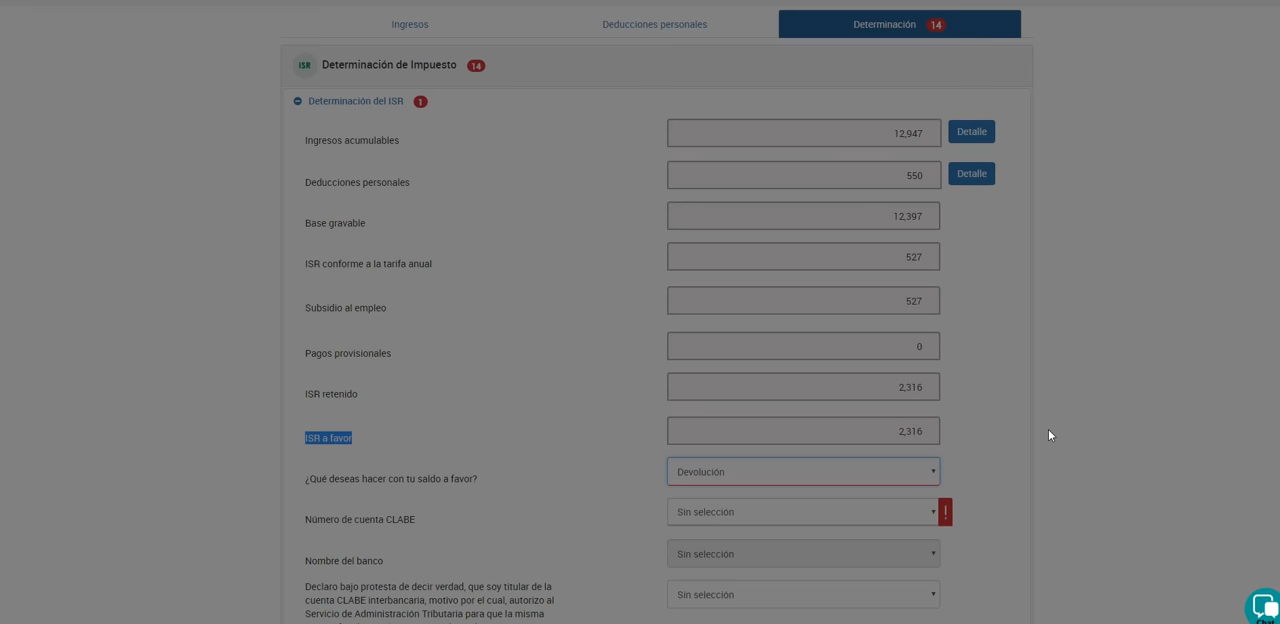 Ingresos
Deducciones personales
Determinación 14
ISR Determinación de Impuesto 14
Determinación del ISR 1
Ingresos acumulables 12,947 Detalle
Deducciones personales 550 Detalle
Base gravable 12,397
ISR conforme a la tarifa anual 527
Subsidio al empleo 527
Pagos provisionales 0
ISR retenido 2,316
ISR a favor 2,316
¿Qué deseas hacer con tu saldo a favor? Devolución
Número de cuenta CLABE Sin selección !
Nombre del banco Sin selección
Declaro bajo protesta de decir verdad, que soy titular de la
cuenta CLABE interbancaria, motivo por el cual, autorizo al Sin selección
Servicio de Administración Tributaria para que la misma